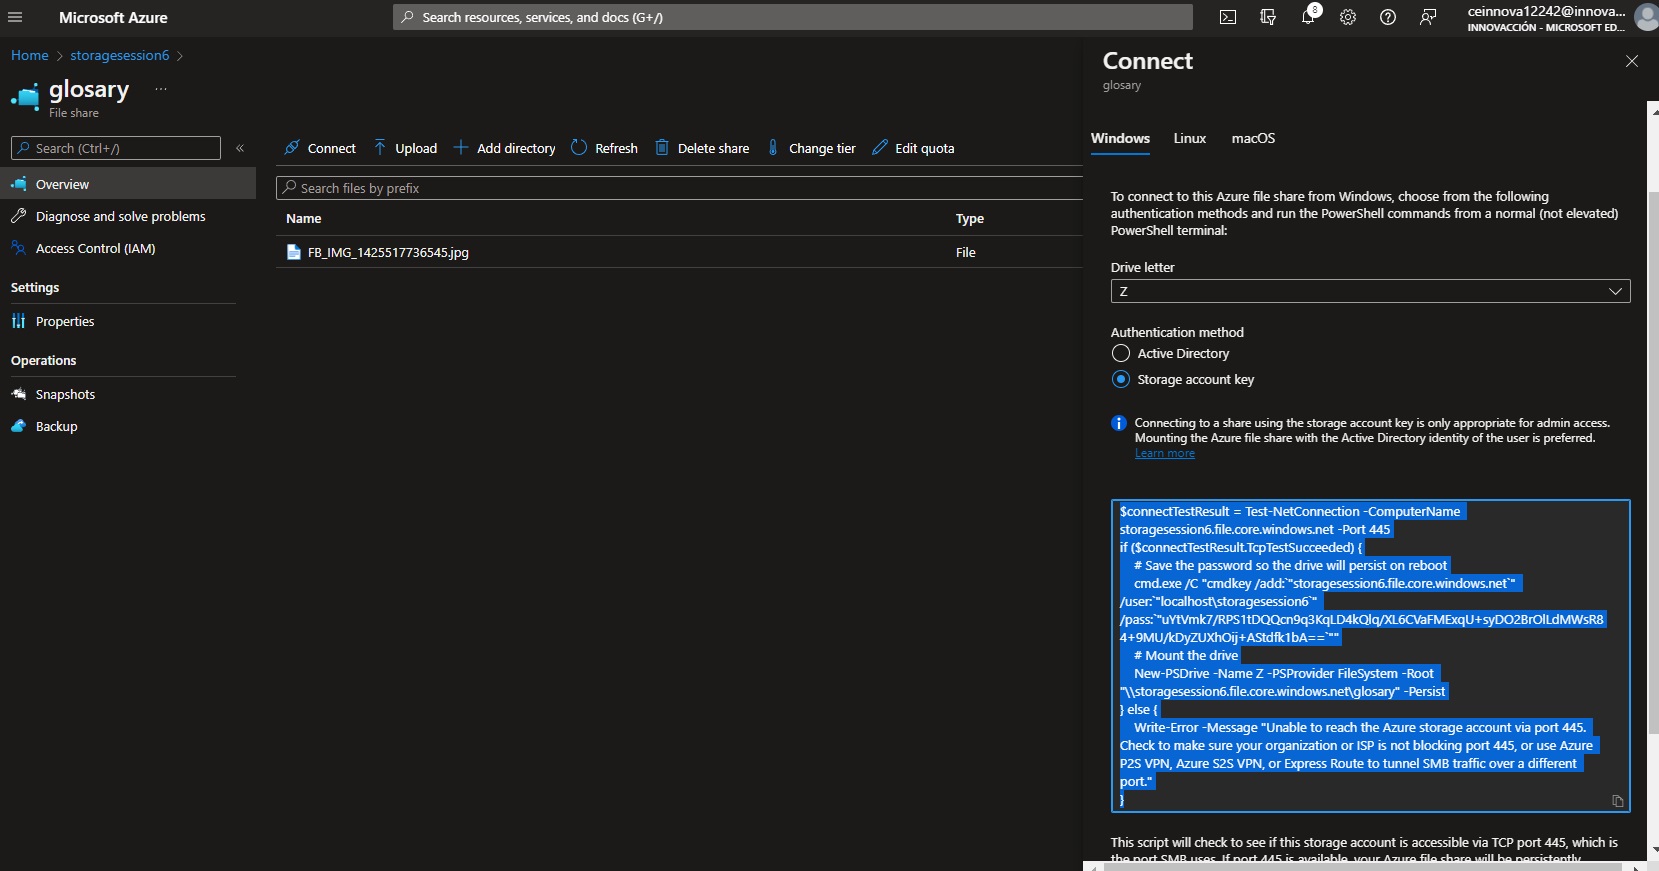 Microsoft Azure
Search resources, services, and docs (G+/)
8
ceinnova12242@innova...
INNOVACCIÓN - MICROSOFT ED...
Home > storagesession6 >
glosary ...
File share
Search (Ctrl+/)
«
Overview
Diagnose and solve problems
Access Control (IAM)
Settings
Properties
Operations
Snapshots
Backup
Connect Upload Add directory Refresh Delete share Change tier Edit quota
Search files by prefix
Name Type
FB_IMG_1425517736545.jpg File
Connect
glosary
Windows Linux macOS
To connect to this Azure file share from Windows, choose from the following
authentication methods and run the PowerShell commands from a normal (not elevated)
PowerShell terminal:
Drive letter
Z
Authentication method
Active Directory
Storage account key
Connecting to a share using the storage account key is only appropriate for admin access.
Mounting the Azure file share with the Active Directory identity of the user is preferred.
Learn more
$connectTestResult = Test-NetConnection -ComputerName
storagesession6.file.core.windows.net -Port 445
if ($connectTestResult.TcpTestSucceeded) {
# Save the password so the drive will persist on reboot
cmd.exe /C "cmdkey /add:`"storagesession6.file.core.windows.net`"
/user:`"localhost\storagesession6`"
/pass:`"uYtVmk7/RPS1tDQQcn9q3KqLD4kQlq/XL6CVaFMExqU+syDO2BrOlLdMWsR8
4+9MU/kDyZUXhOij+AStdfk1bA==`""
# Mount the drive
New-PSDrive -Name Z -PSProvider FileSystem -Root
"\\storagesession6.file.core.windows.net\glosary" -Persist
} else {
Write-Error -Message "Unable to reach the Azure storage account via port 445.
Check to make sure your organization or ISP is not blocking port 445, or use Azure
P2S VPN, Azure S2S VPN, or Express Route to tunnel SMB traffic over a different
port."
}
This script will check to see if this storage account is accessible via TCP port 445, which is
the port SMB uses. If port 445 is available, your Azure file share will be persistently